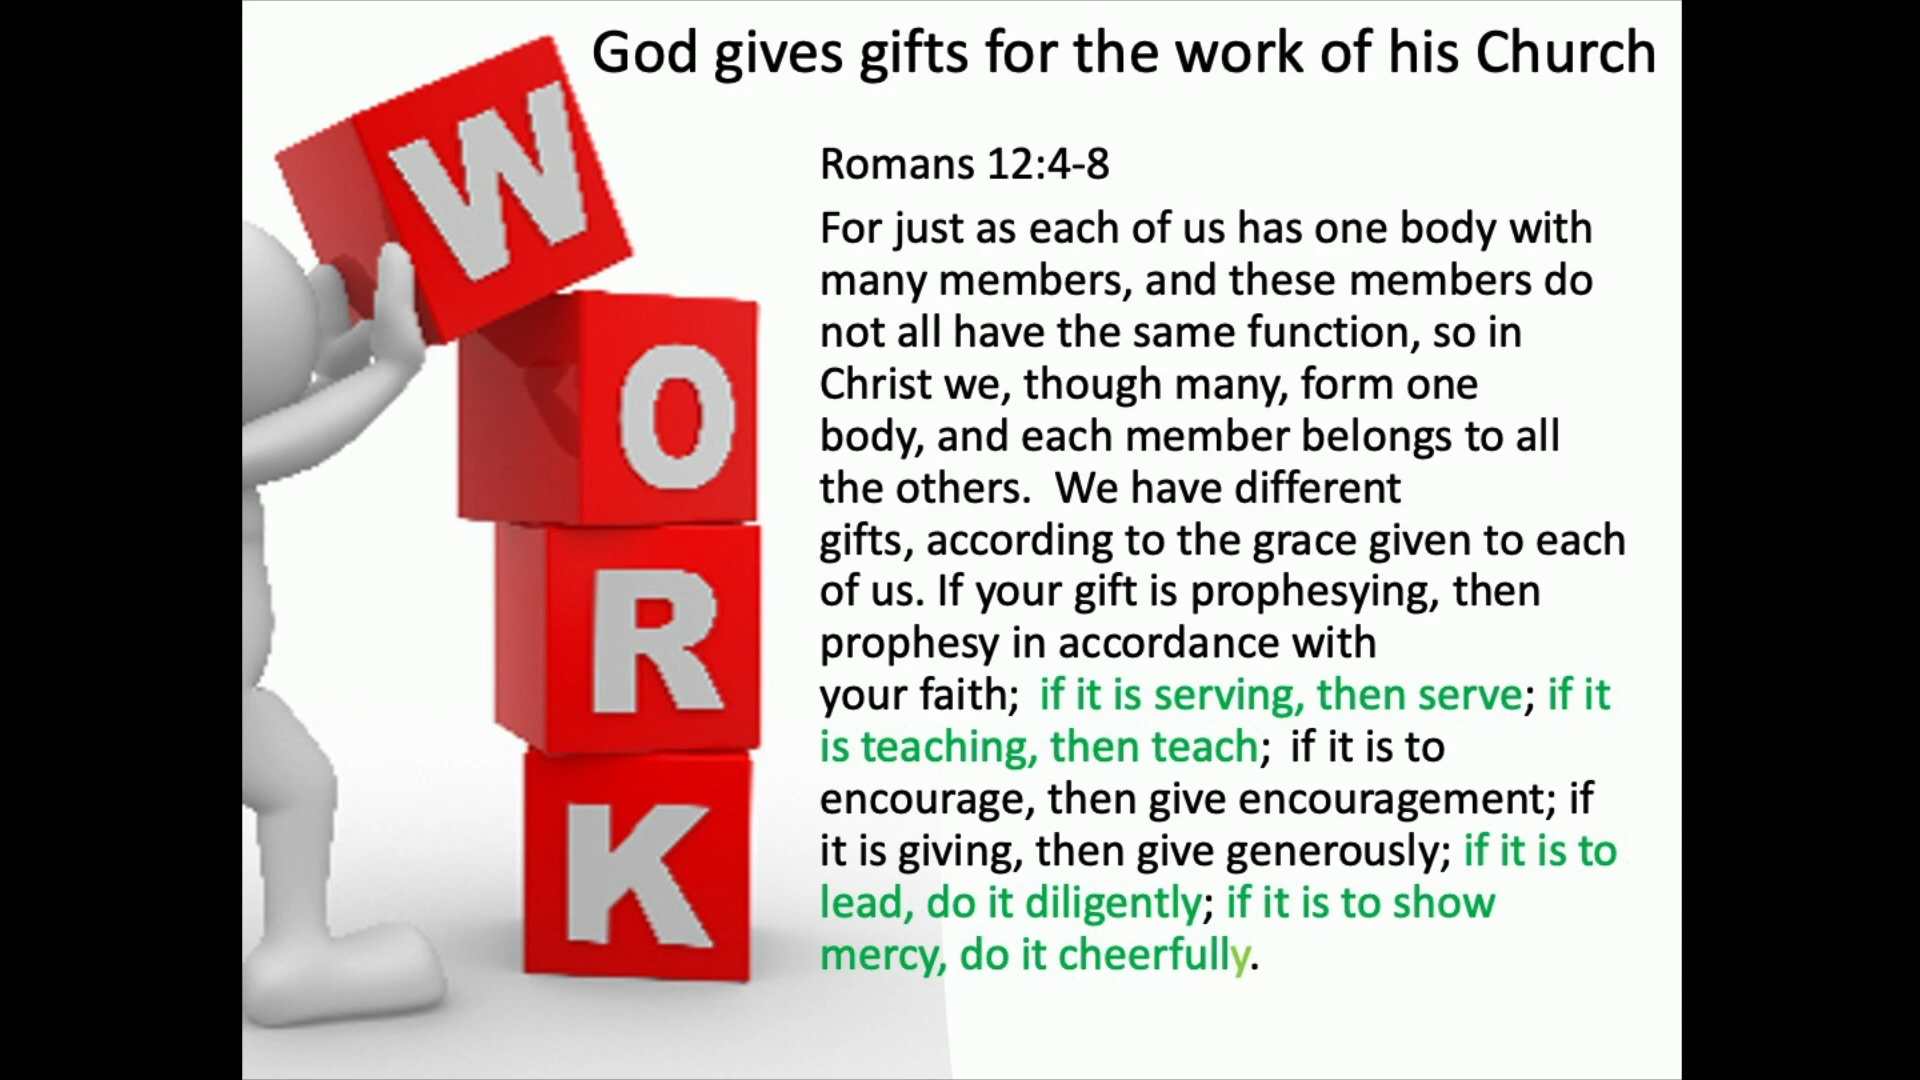 God gives gifts for the work of his Church
W
O
R
K
Romans 12:4-8
For just as each of us has one body with
many members, and these members do
not all have the same function, so in
Christ we, though many, form one
body, and each member belongs to all
the others.  We have different
gifts, according to the grace given to each
of us. If your gift is prophesying, then
prophesy in accordance with
your faith;  if it is serving, then serve; if it
is teaching, then teach;  if it is to
encourage, then give encouragement; if
it is giving, then give generously; if it is to
lead, do it diligently; if it is to show
mercy, do it cheerfully.